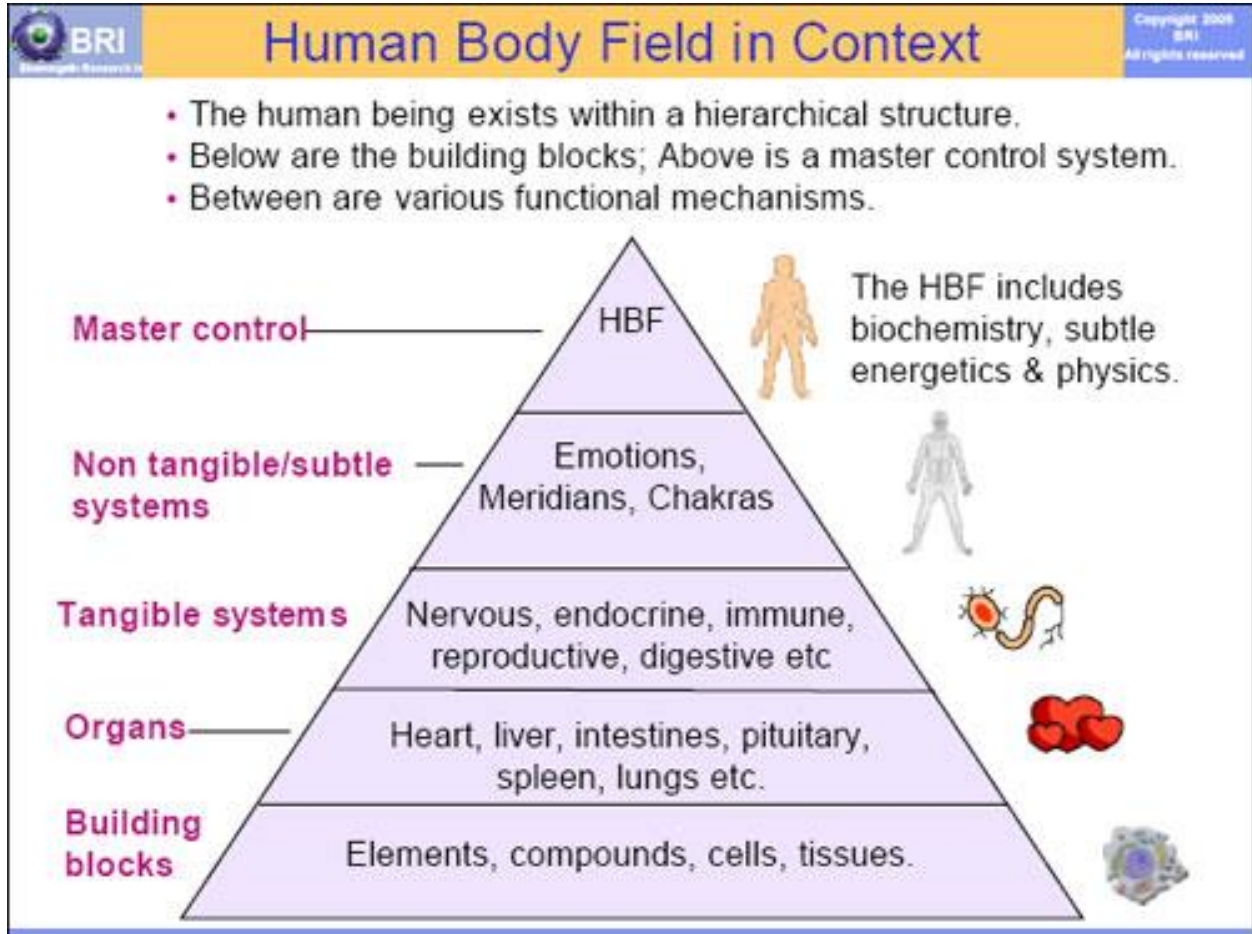 BRI
Human Body Field in Context
Copyright 2005
BRI
All rights reserved
• The human being exists within a hierarchical structure.
• Below are the building blocks; Above is a master control system.
• Between are various functional mechanisms.
Master control
HBF
The HBF includes
biochemistry, subtle
energetics & physics.
Non tangible/subtle
systems
Emotions,
Meridians, Chakras
Tangible systems
Nervous, endocrine, immune,
reproductive, digestive etc
Organs
Heart, liver, intestines, pituitary,
spleen, lungs etc.
Building
blocks
Elements, compounds, cells, tissues.